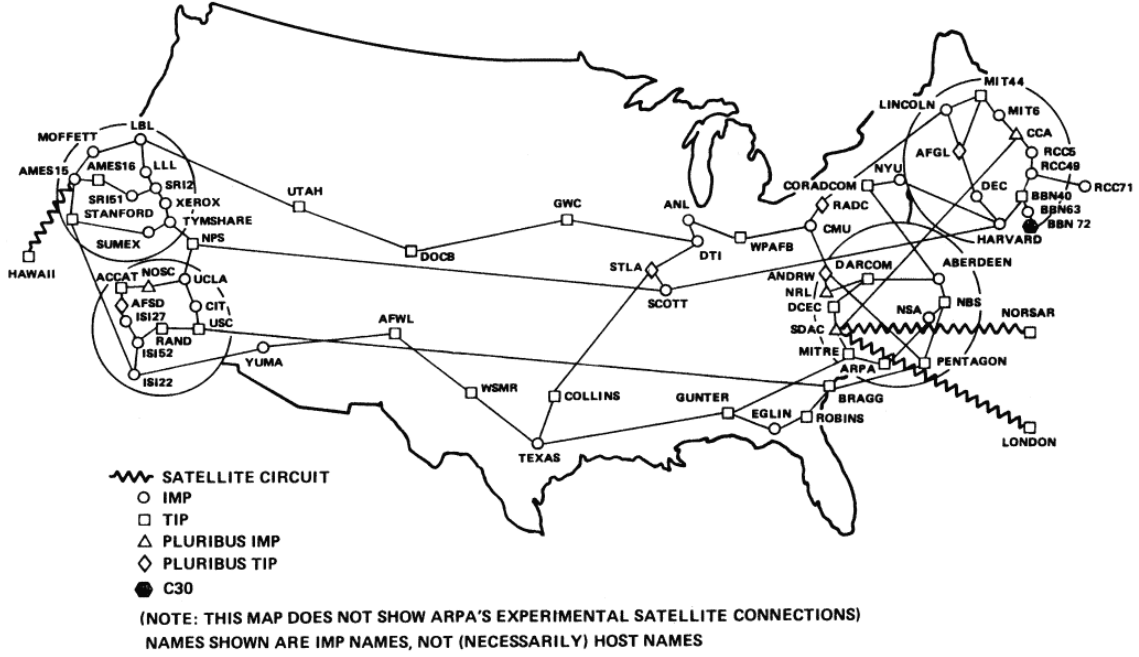 MIT44
LINCOLN
MIT6
MOFFETT
LBL
CCA
AMES16
AFGL
RCC5
AMES15
LLL
NYU
RCC49
SRI2
CORADCOM
DEC
RCC71
SRI51
UTAH
GWC
ANL
RADC
BBN40
STANFORD
XEROX
BBN63
TYMSHARE
CMU
BBN 72
SUMEX
NPS
WPAFB
HARVARD
HAWAII
DOCB
DTI
ACCAT
NOSC
UCLA
STLA
ANDRW
DARCOM
ABERDEEN
AFSD
SCOTT
NRL
CIT
DCEC
NBS
ISI27
NSA
NORSAR
RAND
USC
AFWL
SDAC
ISI52
YUMA
MITRE
ARPA
PENTAGON
ISI22
WSMR
COLLINS
GUNTER
BRAGG
EGLIN
ROBINS
TEXAS
LONDON
SATELLITE CIRCUIT
IMP
TIP
PLURIBUS IMP
PLURIBUS TIP
C30
(NOTE: THIS MAP DOES NOT SHOW ARPA'S EXPERIMENTAL SATELLITE CONNECTIONS)
NAMES SHOWN ARE IMP NAMES, NOT (NECESSARILY) HOST NAMES